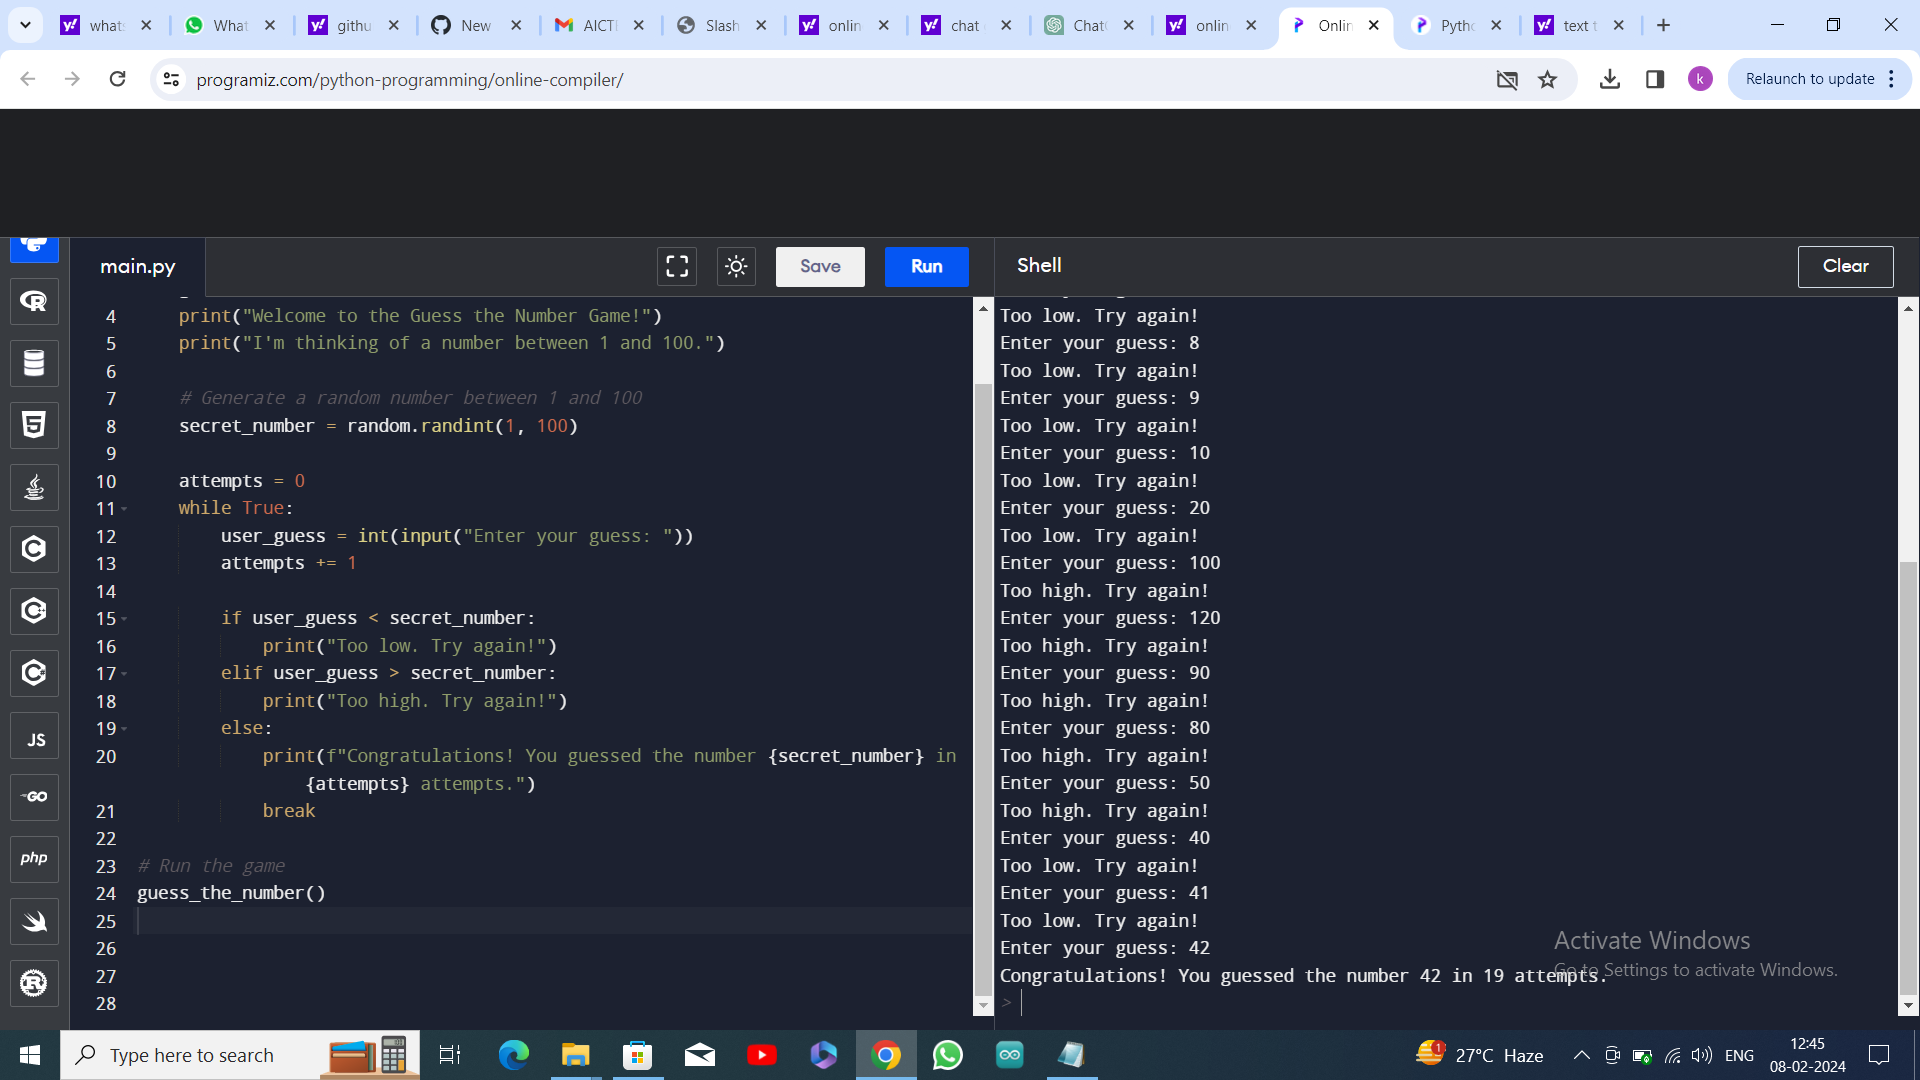 what
What
githu
New
AICTI
Slash
onlin
chat
Chat
onlin
Onlin
Pytho
text t
programiz.com/python-programming/online-compiler/
k
Relaunch to update
main.py
Save
Run
Shell
Clear
4 print("Welcome to the Guess the Number Game!")
5 print("I'm thinking of a number between 1 and 100.")
6
7 # Generate a random number between 1 and 100
8 secret_number = random.randint(1, 100)
9
10 attempts = 0
11 while True:
12 user_guess = int(input("Enter your guess: "))
13 attempts += 1
14
15 if user_guess < secret_number:
16 print("Too low. Try again!")
17 elif user_guess > secret_number:
18 print("Too high. Try again!")
19 else:
20 print(f"Congratulations! You guessed the number {secret_number} in
{attempts} attempts.")
21 break
22
23 # Run the game
24 guess_the_number()
25
26
27
28
Too low. Try again!
Enter your guess: 8
Too low. Try again!
Enter your guess: 9
Too low. Try again!
Enter your guess: 10
Too low. Try again!
Enter your guess: 20
Too low. Try again!
Enter your guess: 100
Too high. Try again!
Enter your guess: 120
Too high. Try again!
Enter your guess: 90
Too high. Try again!
Enter your guess: 80
Too high. Try again!
Enter your guess: 50
Too high. Try again!
Enter your guess: 40
Too low. Try again!
Enter your guess: 41
Too low. Try again!
Enter your guess: 42
Congratulations! You guessed the number 42 in 19 attempts.
>
Activate Windows
Go to Settings to activate Windows.
JS
GO
php
Type here to search
1
27°C Haze
ENG
12:45
08-02-2024